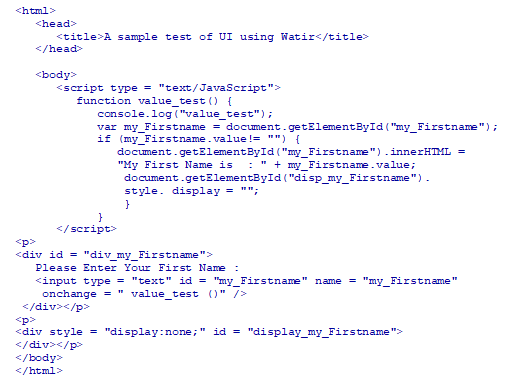 <html>
<head>
<title>A sample test of UI using Watir</title>
</head>
<body>
<script type = "text/JavaScript">
function value_test() {
console.log("value_test");
var my_Firstname = document.getElementById("my_Firstname");
if (my_Firstname.value!= "") {
document.getElementById("my_Firstname").innerHTML =
"My First Name is  : " + my_Firstname.value;
document.getElementById("disp_my_Firstname").
style. display = "";
}
}
</script>
<p>
<div id = "div_my_Firstname">
Please Enter Your First Name :
<input type = "text" id = "my_Firstname" name = "my_Firstname"
onchange = " value_test ()" />
</div></p>
<p>
<div style = "display:none;" id = "display_my_Firstname">
</div></p>
</body>
</html>